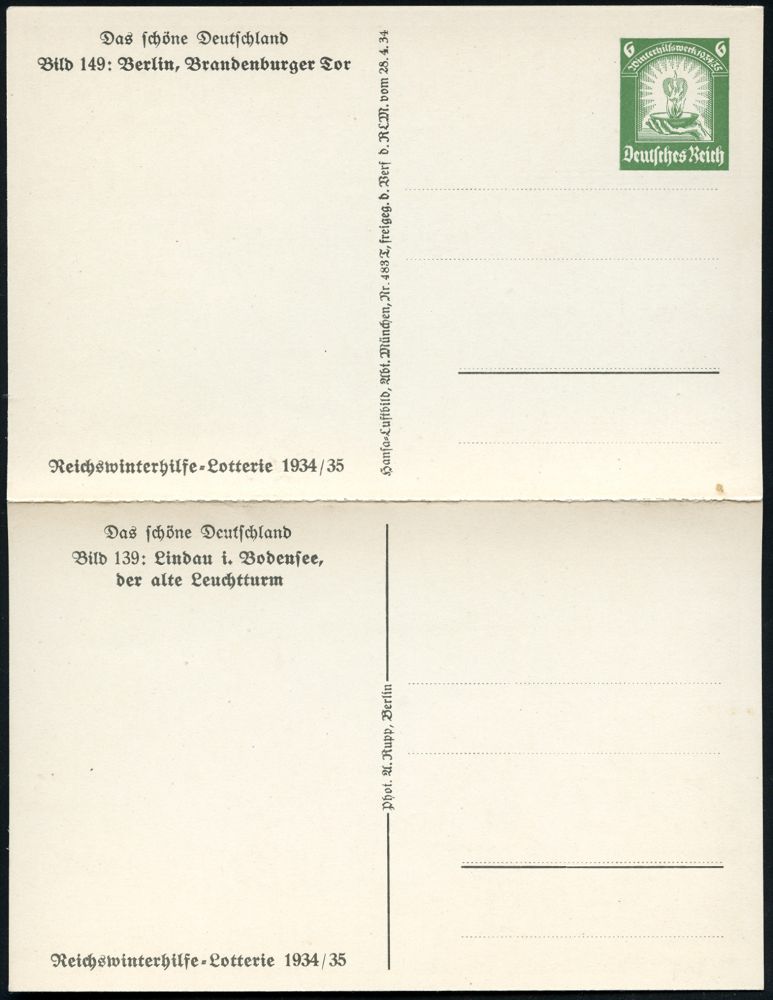 Das schöne Deutschland
Bild 149: Berlin, Brandenburger Tor
Hansa-Luftbild, Abt. München, Nr. 483 T, freigeg. d. Verf d. RLM. vom 28. 4. 34
6 6
Winterhilfswerk 1934/35
Deutsches Reich
Reichswinterhilfe-Lotterie 1934/35
Das schöne Deutschland
Bild 139: Lindau i. Bodensee,
der alte Leuchtturm
Phot. A. Rupp, Berlin
Reichswinterhilfe-Lotterie 1934/35